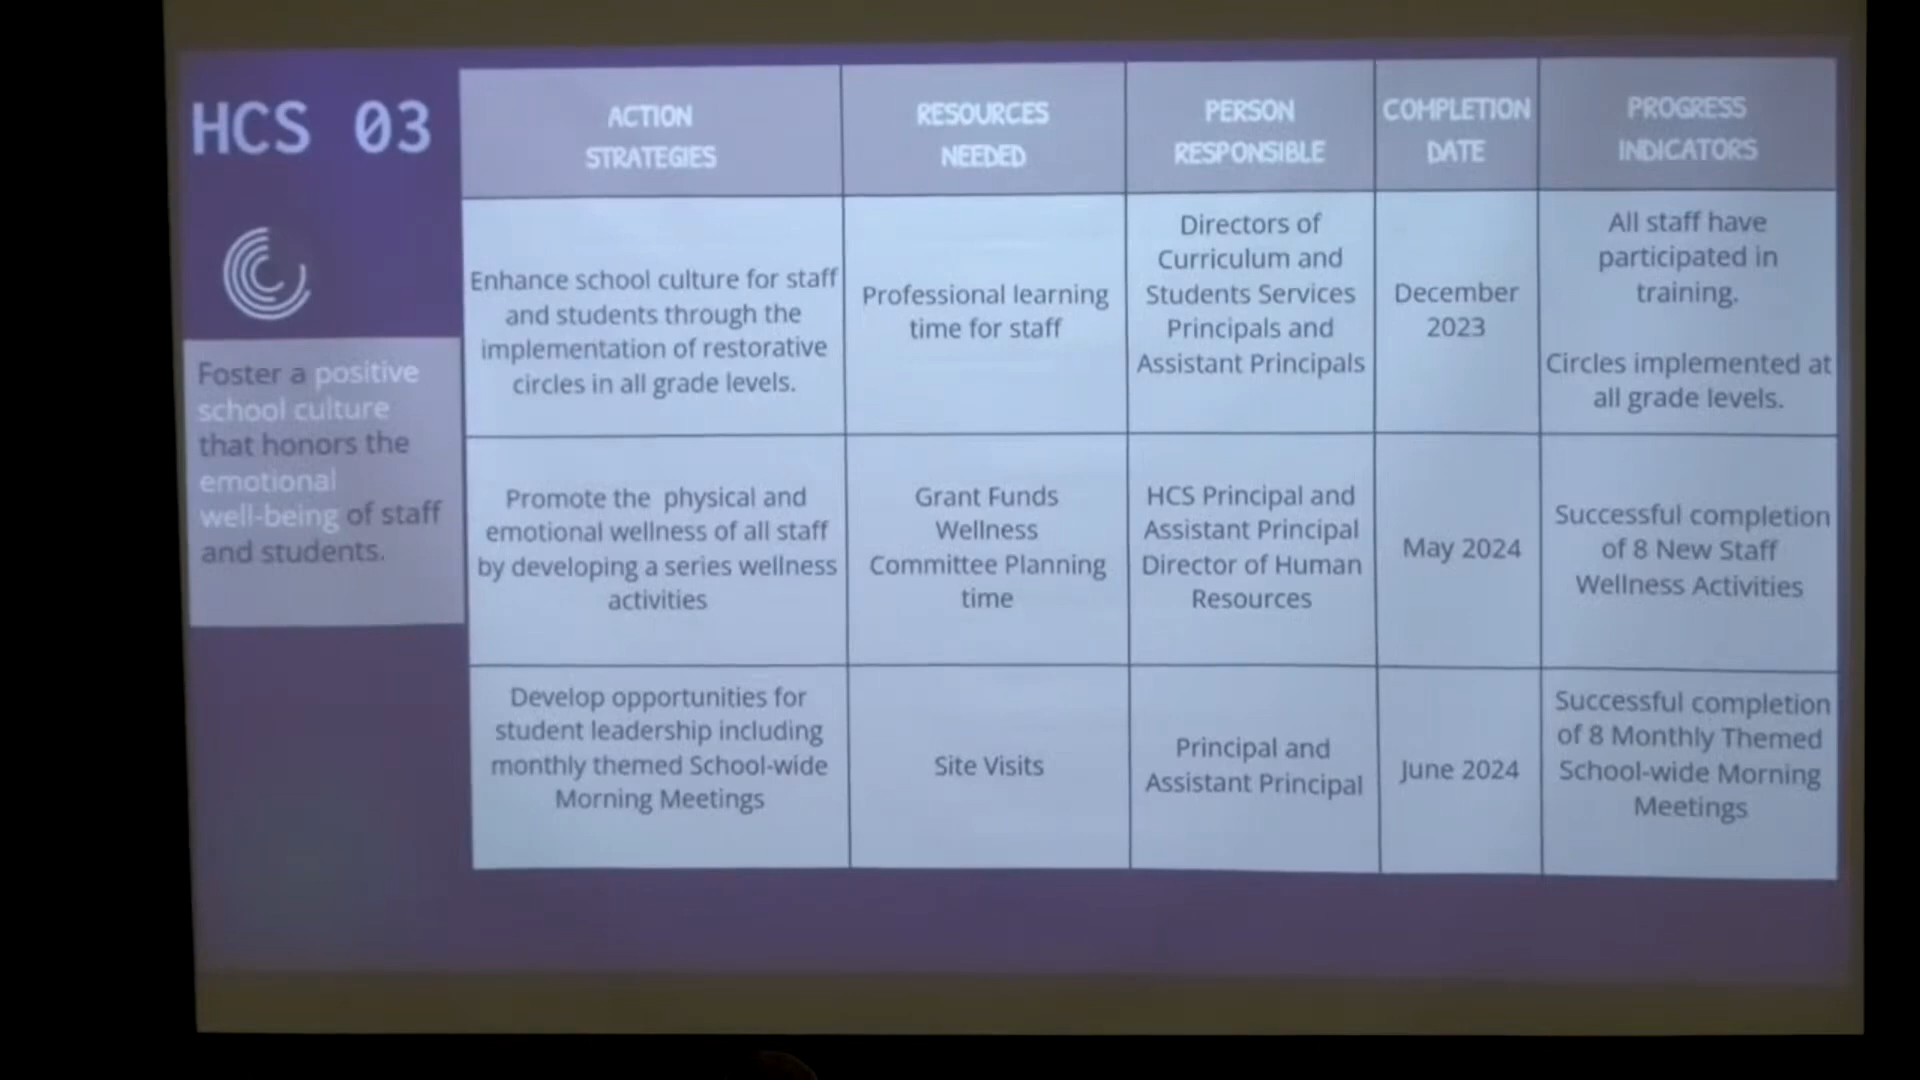 HCS 03
Foster a positive
school culture
that honors the
emotional
well-being of staff
and students.
ACTION
STRATEGIES
RESOURCES
NEEDED
PERSON
RESPONSIBLE
COMPLETION
DATE
PROGRESS
INDICATORS
Enhance school culture for staff
and students through the
implementation of restorative
circles in all grade levels.
Professional learning
time for staff
Directors of
Curriculum and
Students Services
Principals and
Assistant Principals
December
2023
All staff have
participated in
training.
Circles implemented at
all grade levels.
Promote the physical and
emotional wellness of all staff
by developing a series wellness
activities
Grant Funds
Wellness
Committee Planning
time
HCS Principal and
Assistant Principal
Director of Human
Resources
May 2024
Successful completion
of 8 New Staff
Wellness Activities
Develop opportunities for
student leadership including
monthly themed School-wide
Morning Meetings
Site Visits
Principal and
Assistant Principal
June 2024
Successful completion
of 8 Monthly Themed
School-wide Morning
Meetings